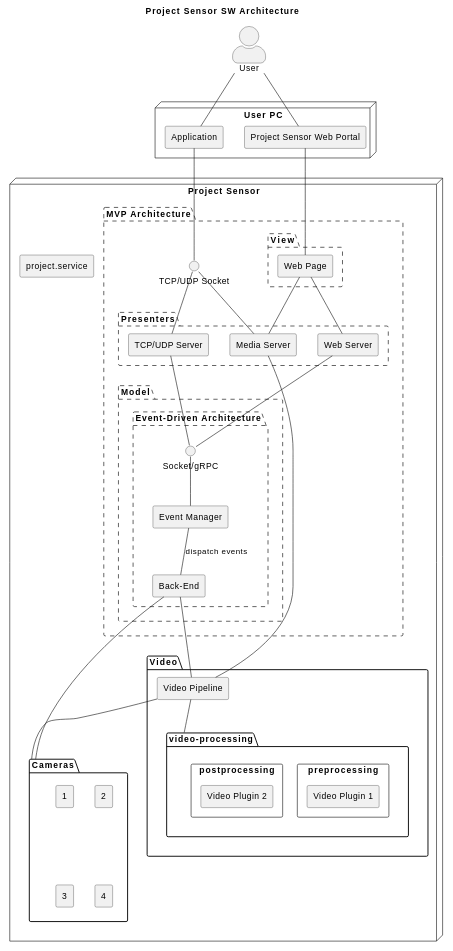 Project Sensor SW Architecture
User
User PC
Application
Project Sensor Web Portal
Project Sensor
MVP Architecture
View
project.service
Web Page
TCP/UDP Socket
Presenters
TCP/UDP Server
Media Server
Web Server
Model
Event-Driven Architecture
Socket/gRPC
Event Manager
dispatch events
Back-End
Video
Video Pipeline
video-processing
Cameras
postprocessing
preprocessing
1
2
Video Plugin 2
Video Plugin 1
3
4